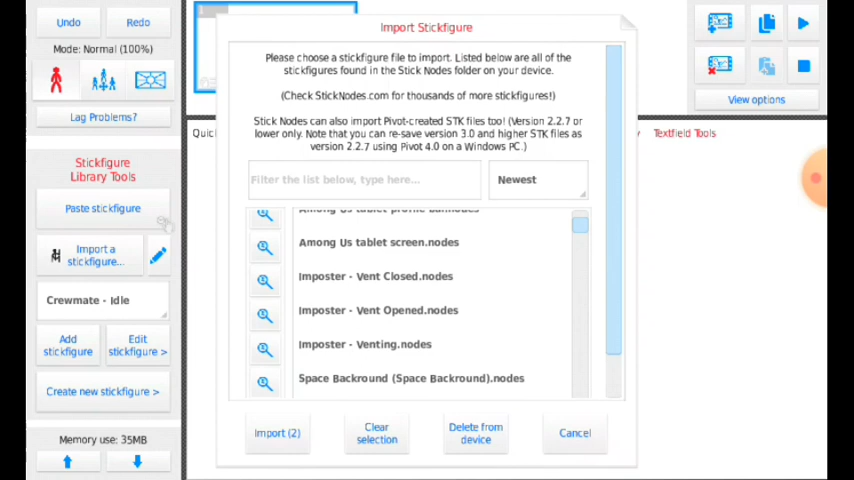 Undo
Redo
Mode: Normal (100%)
Lag Problems?
Stickfigure
Library Tools
Paste stickfigure
Import a
stickfigure...
Crewmate - Idle
Add
stickfigure
Edit
stickfigure >
Create new stickfigure >
Memory use: 35MB
Import Stickfigure
Please choose a stickfigure file to import. Listed below are all of the
stickfigures found in the Stick Nodes folder on your device.
(Check StickNodes.com for thousands of more stickfigures!)
Stick Nodes can also import Pivot-created STK files too! (Version 2.2.7 or
lower only. Note that you can re-save version 3.0 and higher STK files as
version 2.2.7 using Pivot 4.0 on a Windows PC.)
Filter the list below, type here...
Newest
Among Us tablet profile
Among Us tablet screen.nodes
Imposter - Vent Closed.nodes
Imposter - Vent Opened.nodes
Imposter - Venting.nodes
Space Backround (Space Backround).nodes
Import (2)
Clear
selection
Delete from
device
Cancel
View options
Textfield Tools